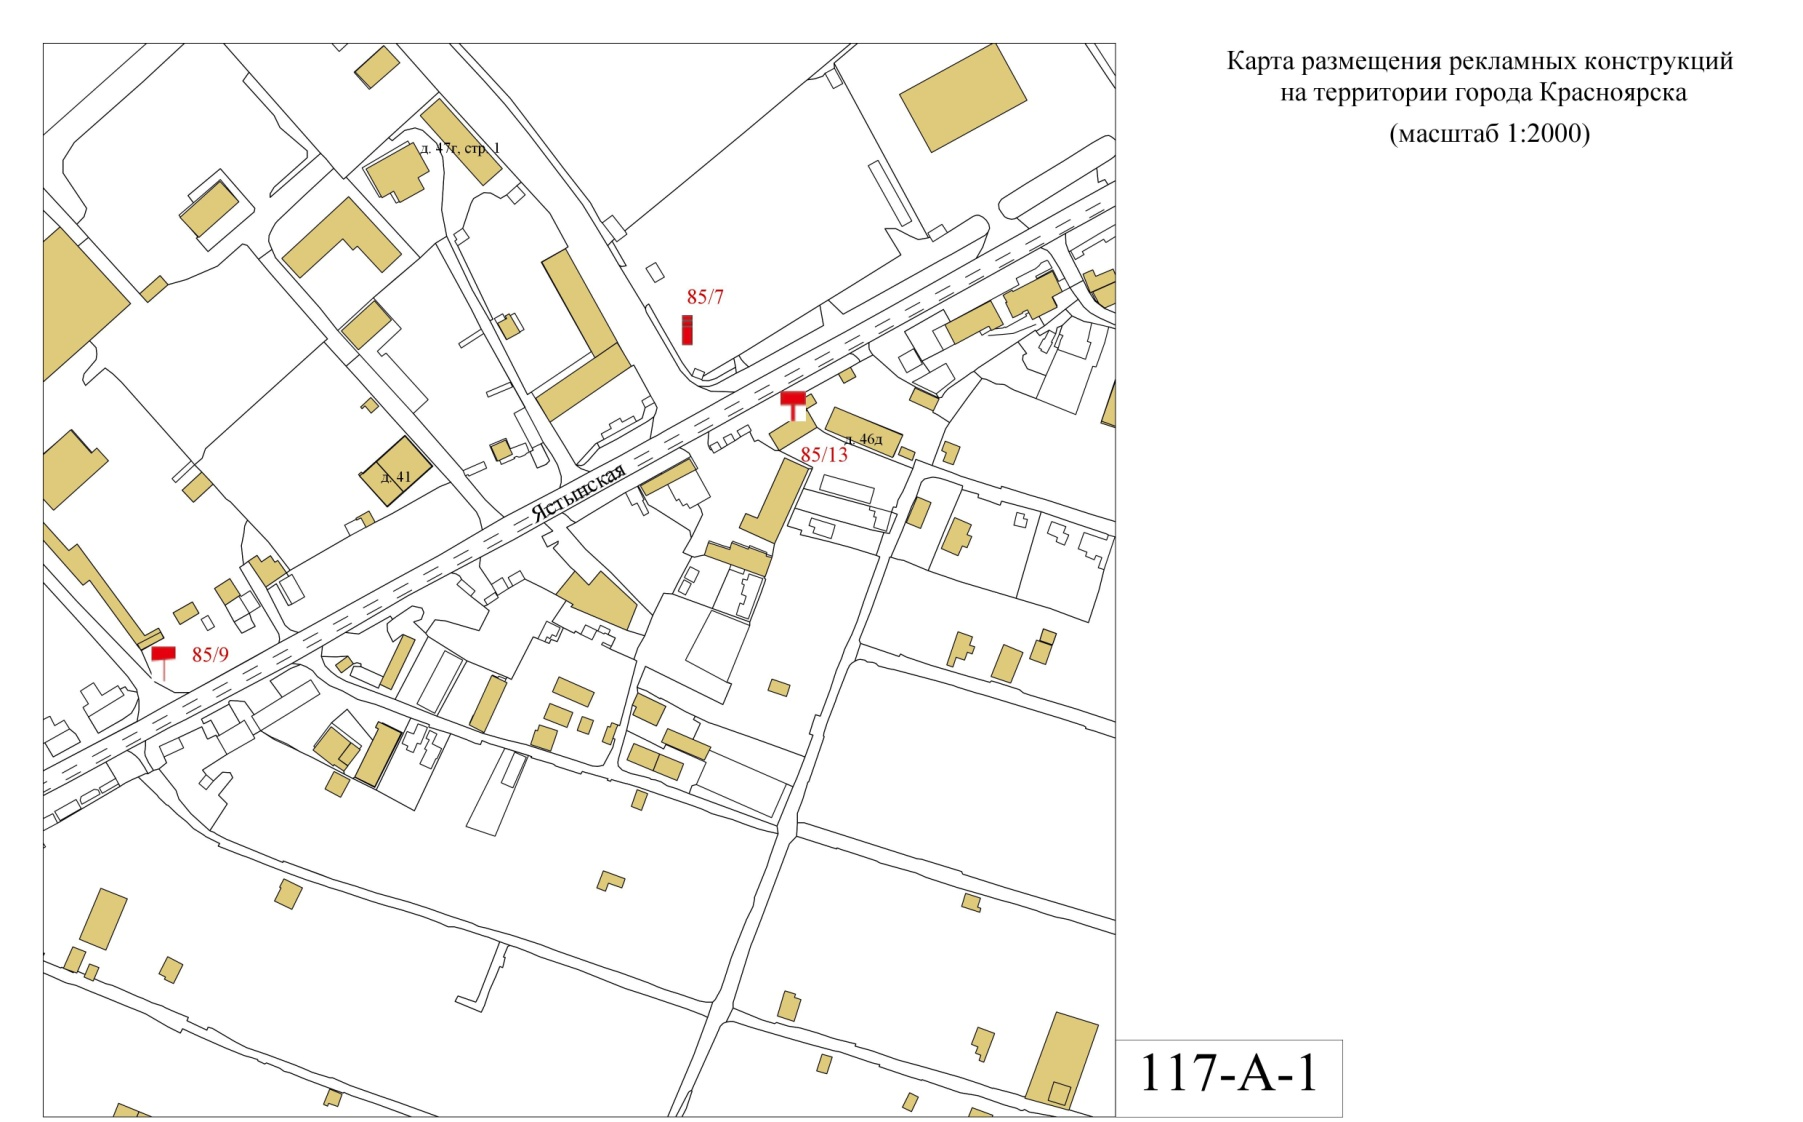 Карта размещения рекламных конструкций
на территории города Красноярска
(масштаб 1:2000)
д. 47г, стр. 1
85/7
д. 46д
85/13
д. 41
Ястынская
85/9
117-А-1